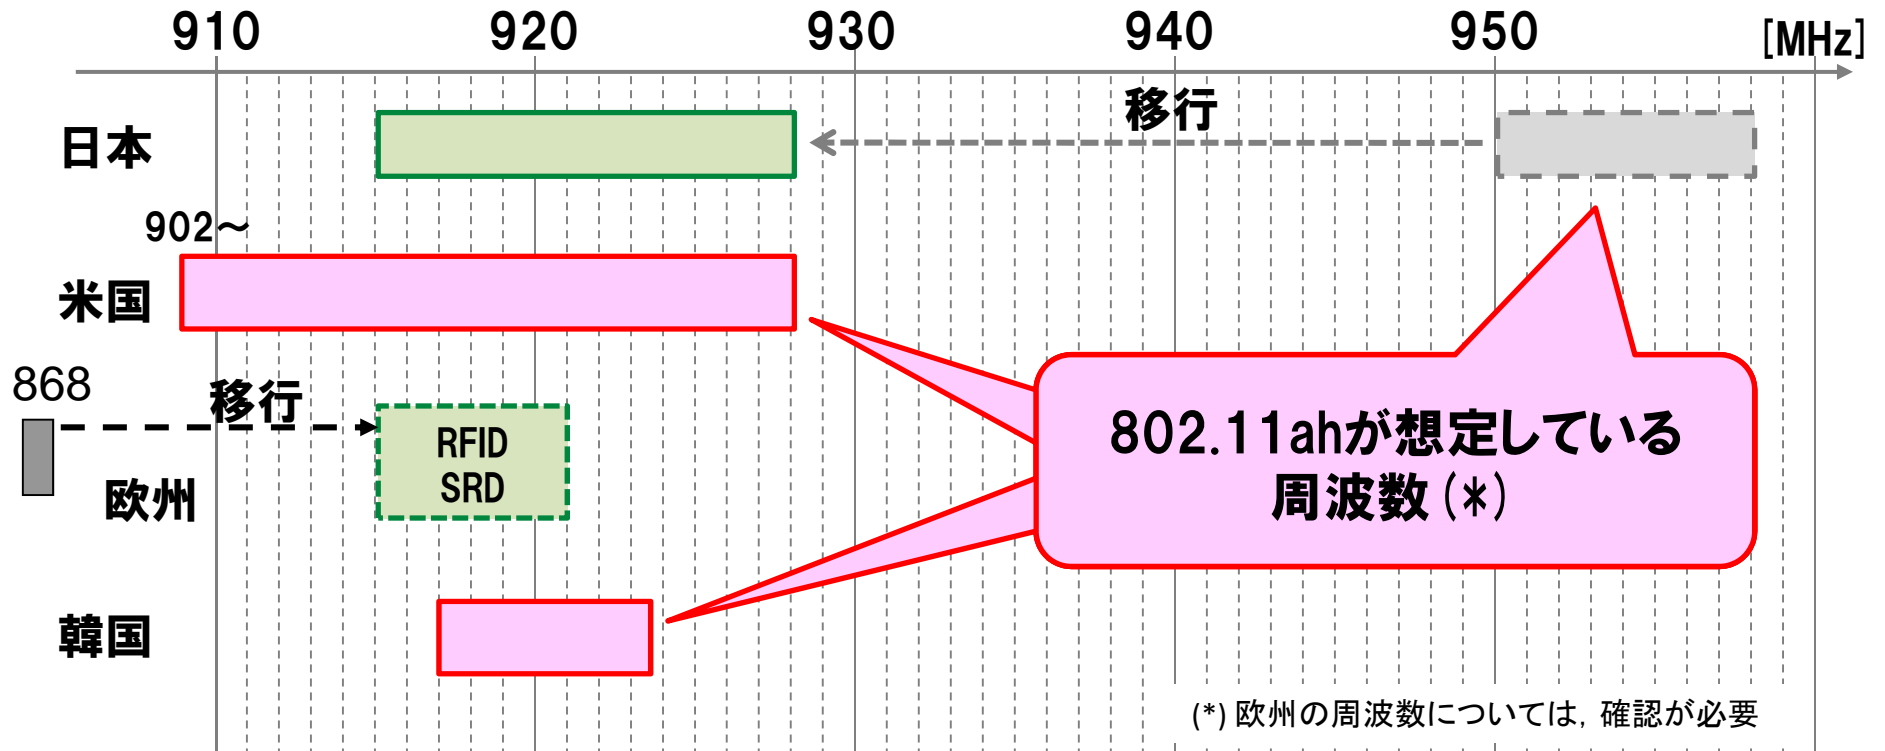 910 920 930 940 950 [MHz]
移行
日本
902～
米国
868
移行
RFID
SRD
欧州
802.11ahが想定している
周波数(*)
韓国
(*) 欧州の周波数については, 確認が必要